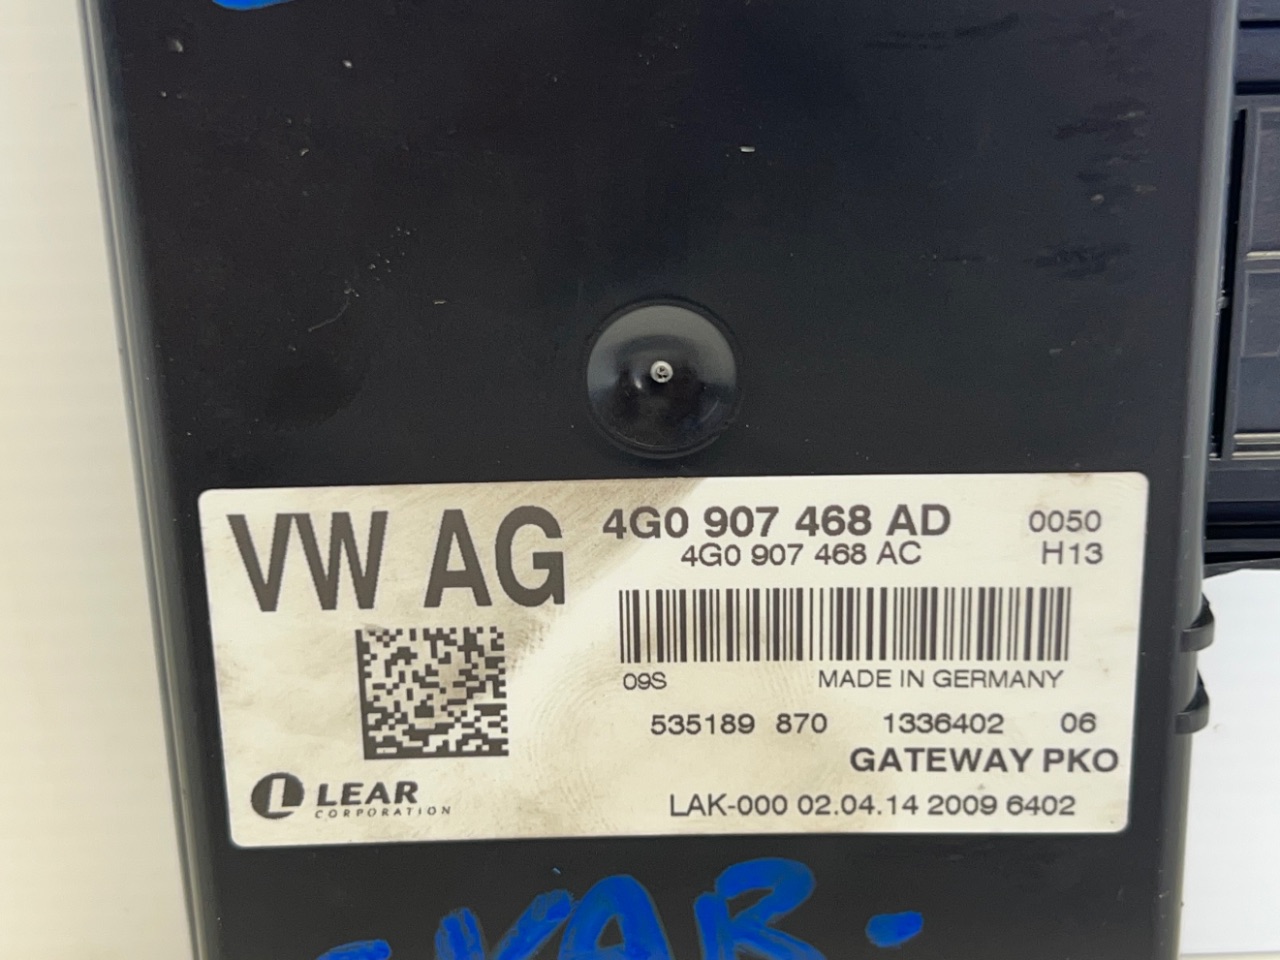 VW AG
4G0 907 468 AD 0050
4G0 907 468 AC H13
09S MADE IN GERMANY
535189 870 1336402 06
GATEWAY PKO
LEAR
CORPORATION
LAK-000 02.04.14 2009 6402